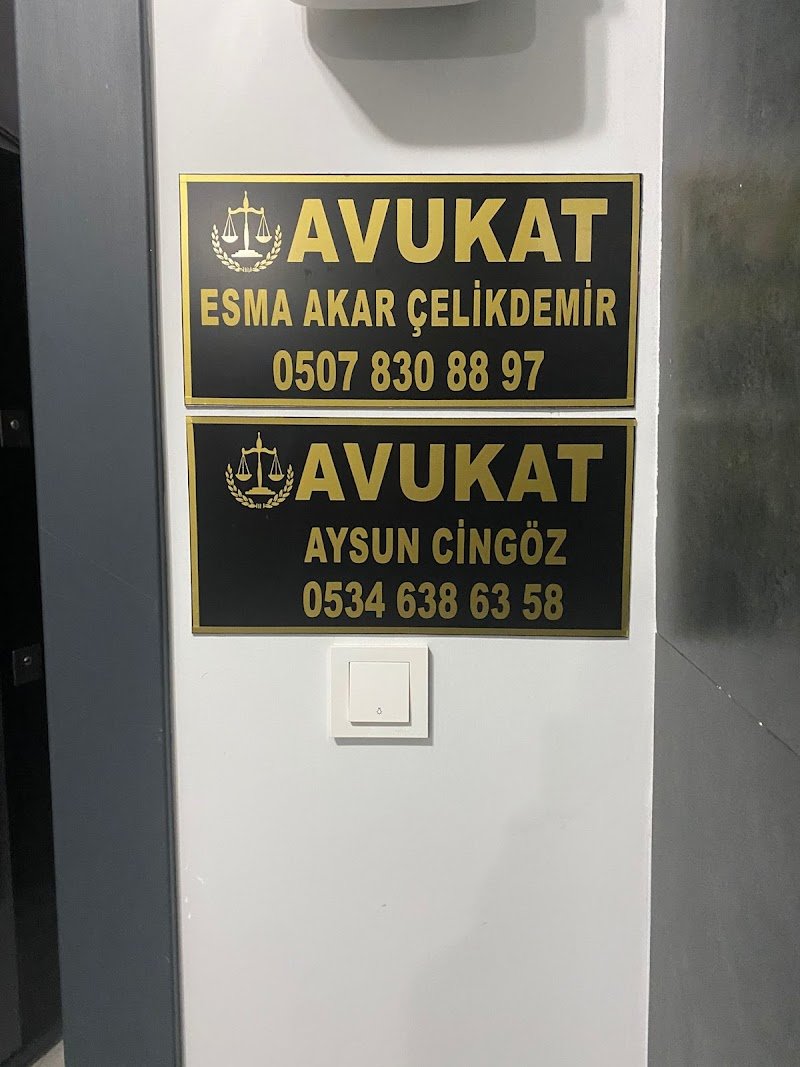 AVUKAT
ESMA AKAR ÇELİKDEMİR
0507 830 88 97
AVUKAT
AYSUN CİNGÖZ
0534 638 63 58